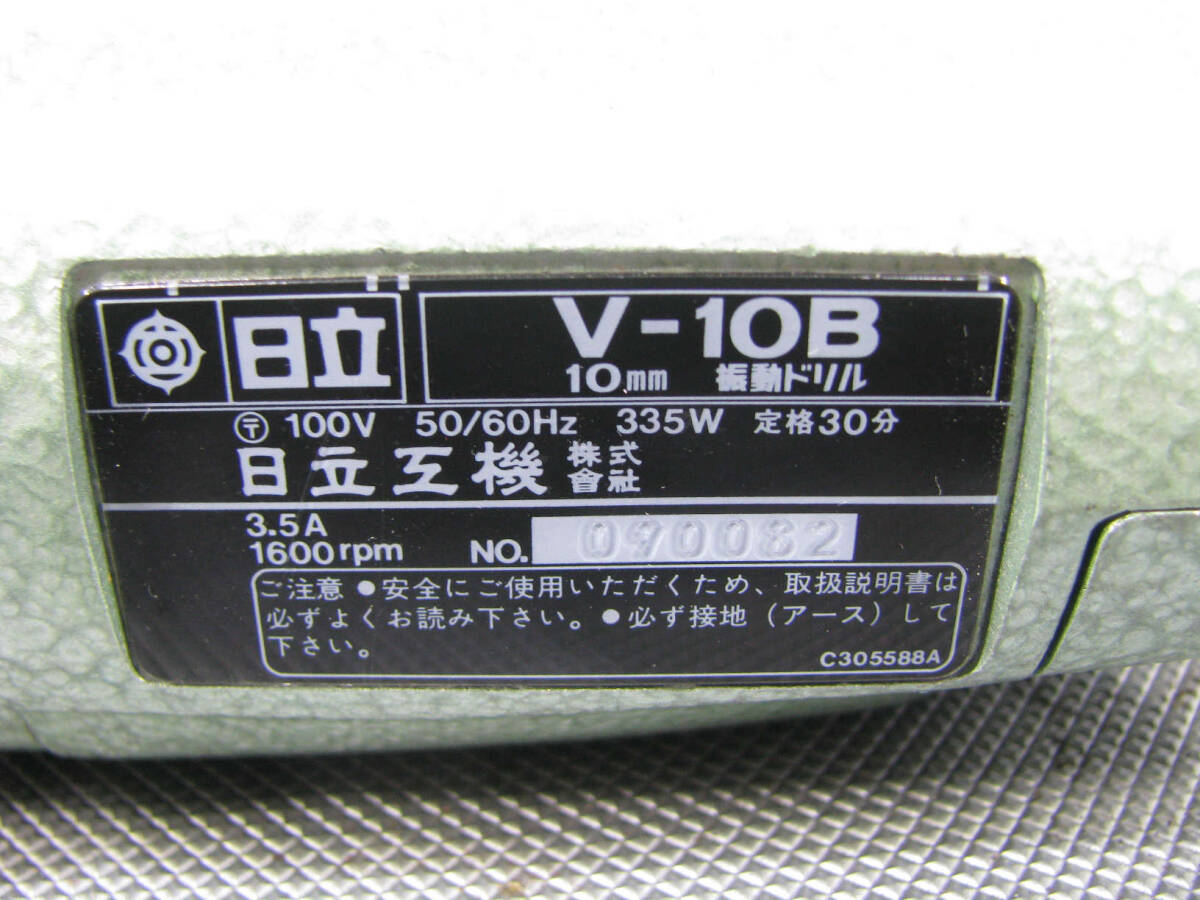 日立
V-10B
10mm 振動ドリル
〒 100V 50/60Hz 335W 定格30分
日立工機 株式會社
3.5A
1600rpm NO. 090082
ご注意 ●安全にご使用いただくため、取扱説明書は
必ずよくお読み下さい。●必ず接地(アース)して
下さい。
C305588A